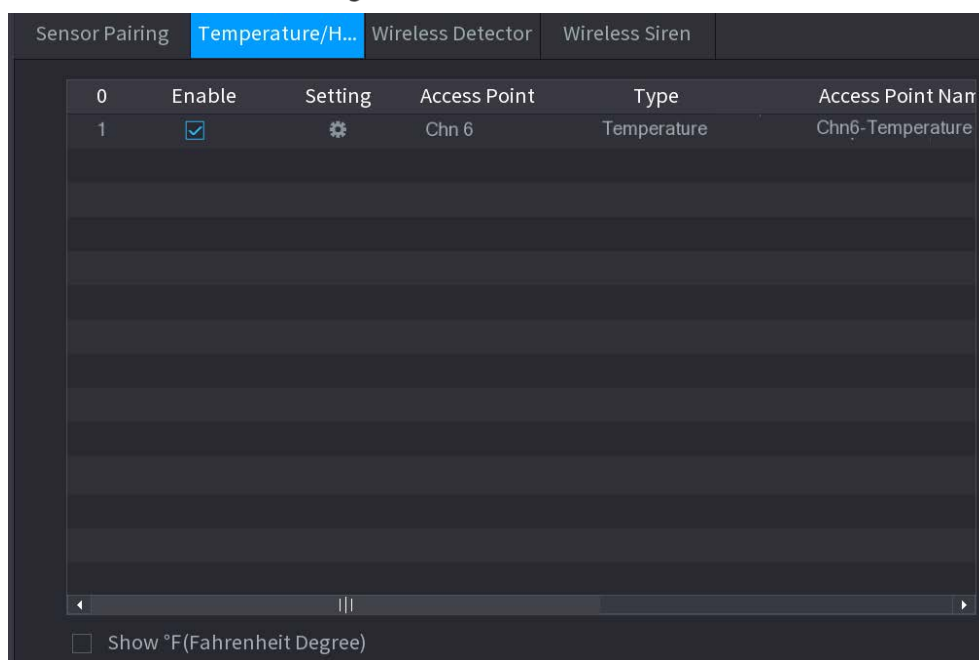 Sensor Pairing Temperature/H... Wireless Detector Wireless Siren
0 Enable Setting Access Point Type Access Point Nam
1 Chn 6 Temperature Chn6-Temperature
Show °F(Fahrenheit Degree)